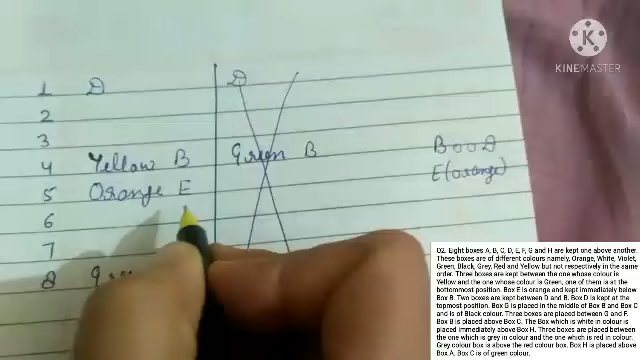 KINEMASTER
1 D D
2
3
4 Yellow B Green B BooD
5 Orange E E(orange)
6
7
8
02. Eight boxes A, B, C, D, E, F, G and H are kept one above another.
These boxes are of different colours namely, Orange, White, Violet,
Green, Black, Grey, Red and Yellow but not respectively in the same
order. Three boxes are kept between the one whose colour is
Yellow and the one whose colour is Green, one of them is at the
bottommost position. Box E is orange and kept immediately below
Box B. Two boxes are kept between D and B. Box D is kept at the
topmost position. Box G is placed in the middle of Box B and Box C
and is of Black colour. Three boxes are placed between G and F.
Box B is placed above Box C. The Box which is white in colour is
placed immediately above Box H. Three boxes are placed between
the one which is grey in colour and the one which is red in colour.
Grey colour box is above the red colour box. Box H is placed above
Box A. Box C is of green colour.